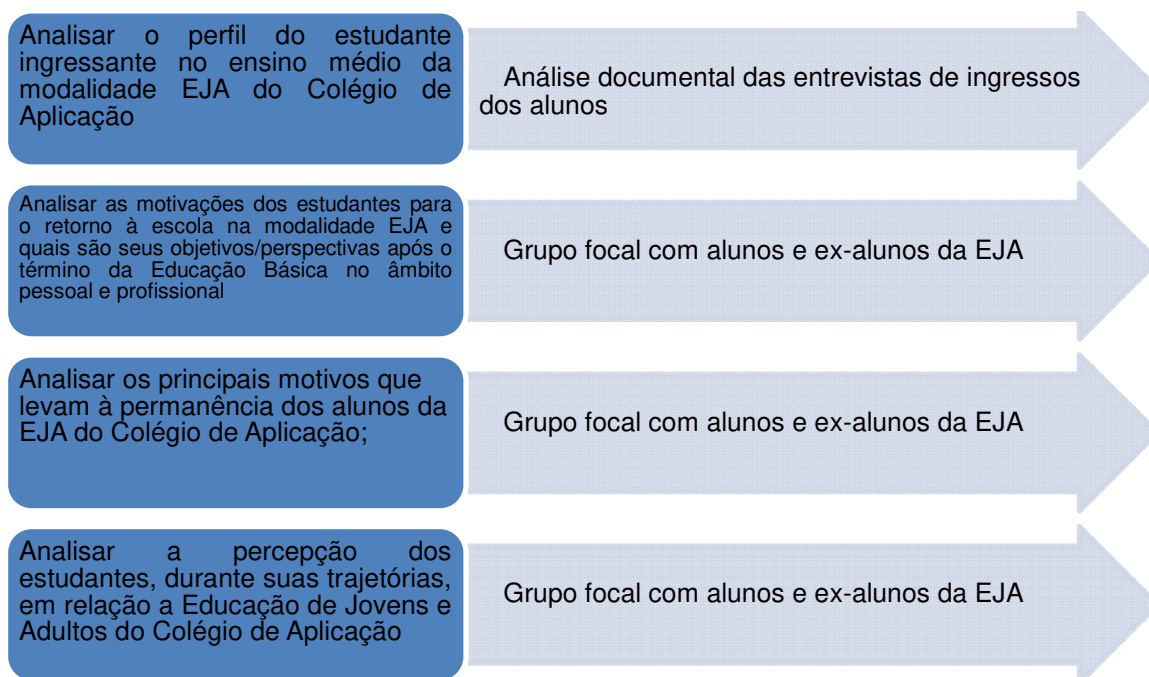 Analisar o perfil do estudante
ingressante no ensino médio da
modalidade EJA do Colégio de
Aplicação
Análise documental das entrevistas de ingressos
dos alunos
Analisar as motivações dos estudantes para
o retorno à escola na modalidade EJA e
quais são seus objetivos/perspectivas após o
término da Educação Básica no âmbito
pessoal e profissional
Grupo focal com alunos e ex-alunos da EJA
Analisar os principais motivos que
levam à permanência dos alunos da
EJA do Colégio de Aplicação;
Grupo focal com alunos e ex-alunos da EJA
Analisar a percepção dos
estudantes, durante suas trajetórias,
em relação a Educação de Jovens e
Adultos do Colégio de Aplicação
Grupo focal com alunos e ex-alunos da EJA